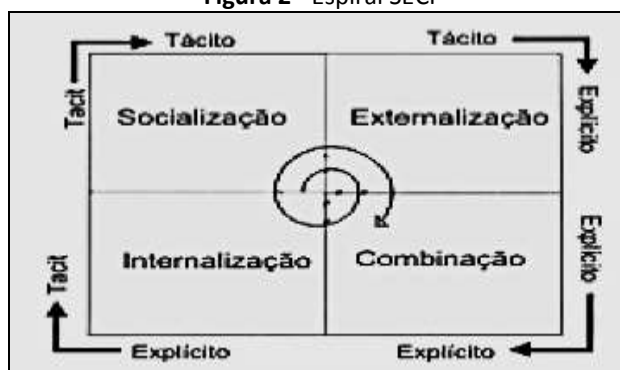 Figura 2 - Espiral SECI
Tácito Tácito
Tacit Explícito
Socialização Externalização
Internalização Combinação
Tacit Explícito
Explícito Explícito